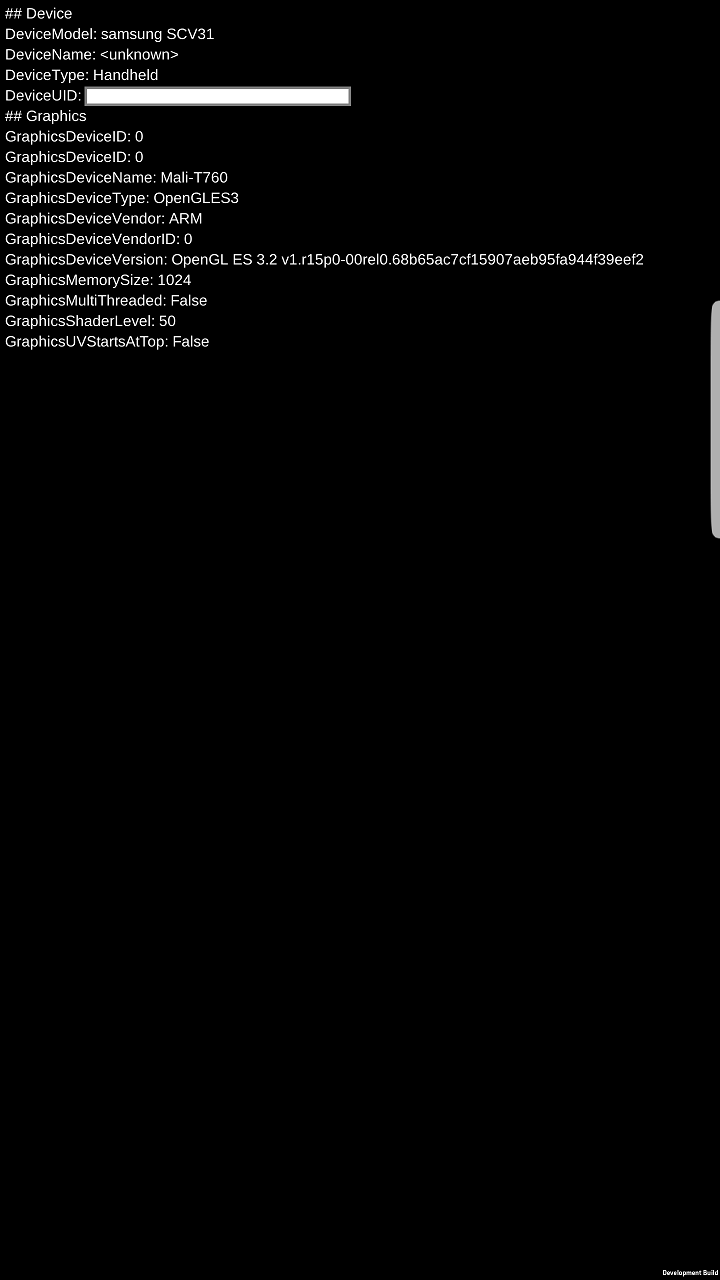 ## Device
DeviceModel: samsung SCV31
DeviceName: <unknown>
DeviceType: Handheld
DeviceUID:
## Graphics
GraphicsDeviceID: 0
GraphicsDeviceID: 0
GraphicsDeviceName: Mali-T760
GraphicsDeviceType: OpenGLES3
GraphicsDeviceVendor: ARM
GraphicsDeviceVendorID: 0
GraphicsDeviceVersion: OpenGL ES 3.2 v1.r15p0-00rel0.68b65ac7cf15907aeb95fa944f39eef2
GraphicsMemorySize: 1024
GraphicsMultiThreaded: False
GraphicsShaderLevel: 50
GraphicsUVStartsAtTop: False
Development Build